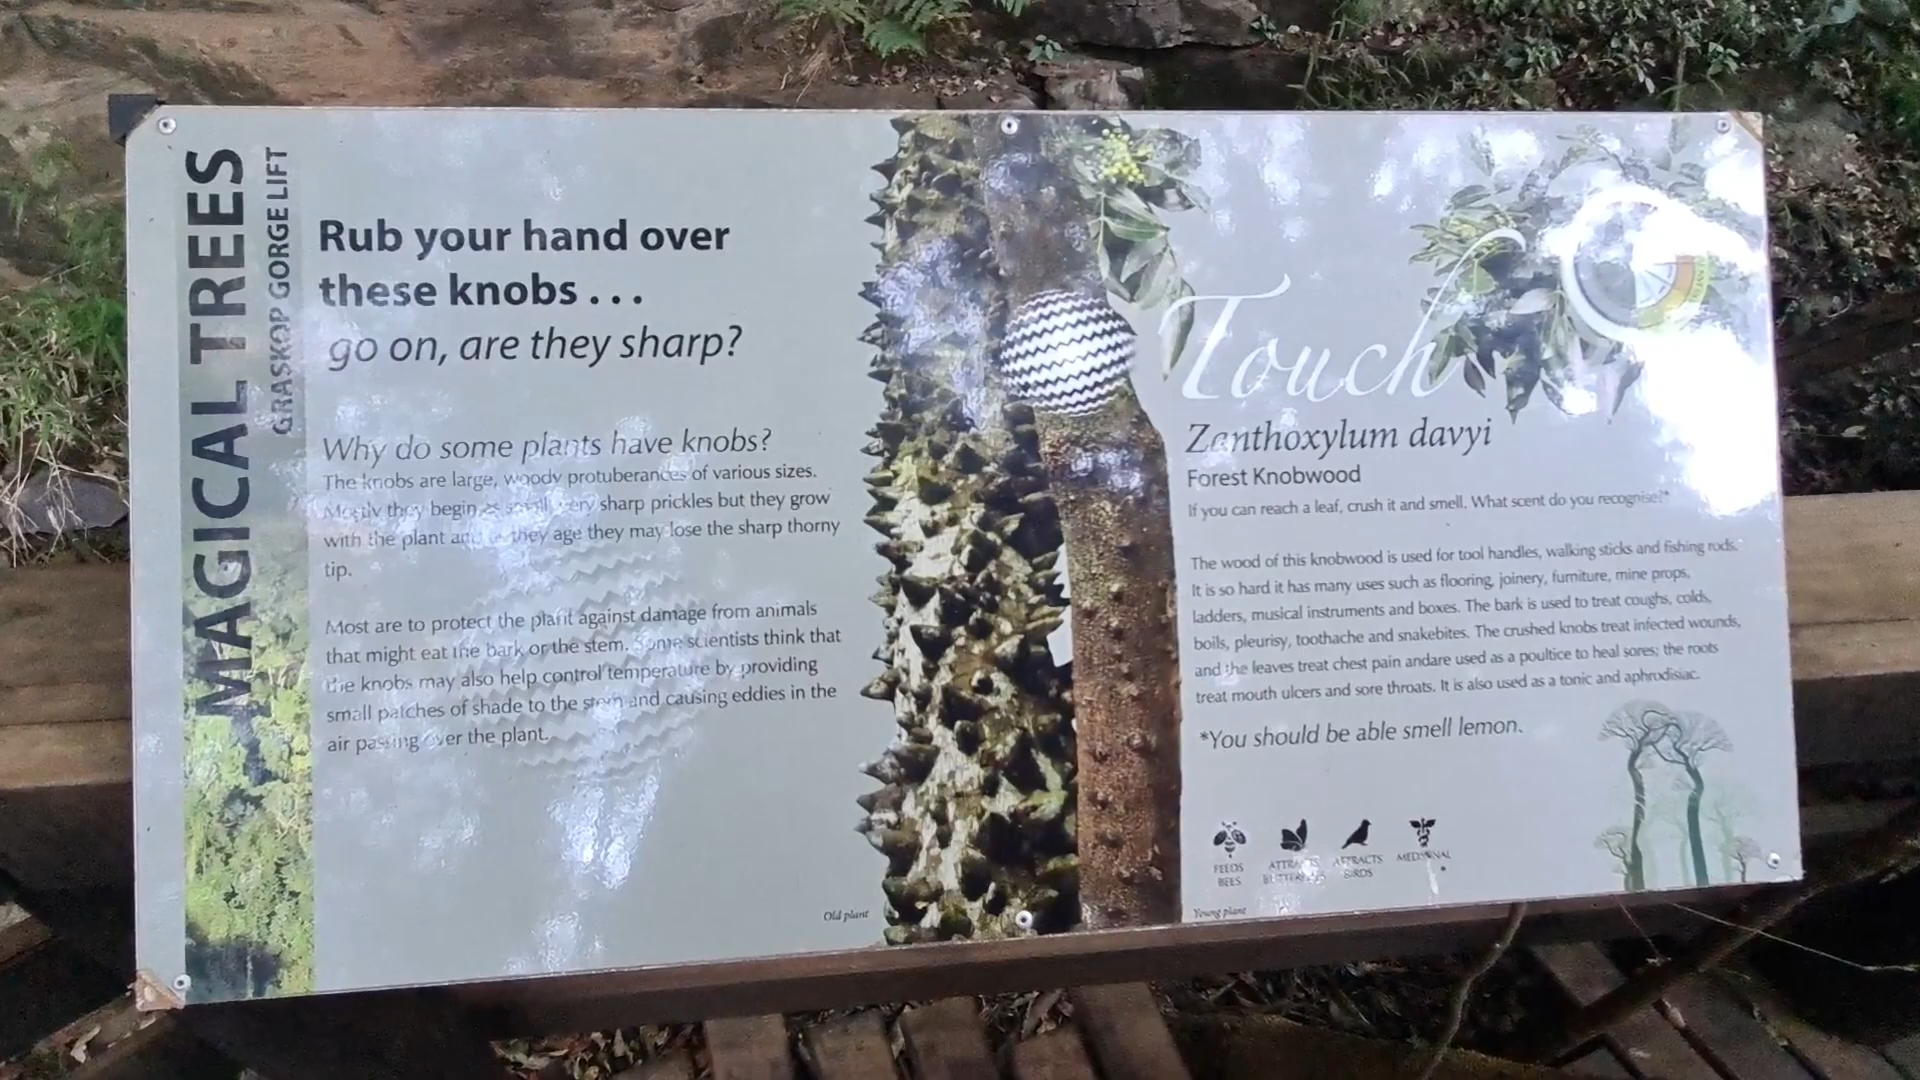 MAGICAL TREES
GRASKOP GORGE LIFT
Rub your hand over
these knobs . . .
go on, are they sharp?
Why do some plants have knobs?
The knobs are large, woody protuberances of various sizes.
Mostly they begin as small, very sharp prickles but they grow
with the plant and as they age they may lose the sharp thorny
tip.
Most are to protect the plant against damage from animals
that might eat the bark or the stem. Some scientists think that
the knobs may also help control temperature by providing
small patches of shade to the stem and causing eddies in the
air passing over the plant.
Old plant
Touch
Zanthoxylum davyi
Forest Knobwood
If you can reach a leaf, crush it and smell. What scent do you recognise?*
The wood of this knobwood is used for tool handles, walking sticks and fishing rods.
It is so hard it has many uses such as flooring, joinery, furniture, mine props,
ladders, musical instruments and boxes. The bark is used to treat coughs, colds,
boils, pleurisy, toothache and snakebites. The crushed knobs treat infected wounds,
and the leaves treat chest pain andare used as a poultice to heal sores; the roots
treat mouth ulcers and sore throats. It is also used as a tonic and aphrodisiac.
*You should be able smell lemon.
FEEDS
BEES
ATTRACTS
BUTTERFLIES
ATTRACTS
BIRDS
MEDICINAL
Young plant